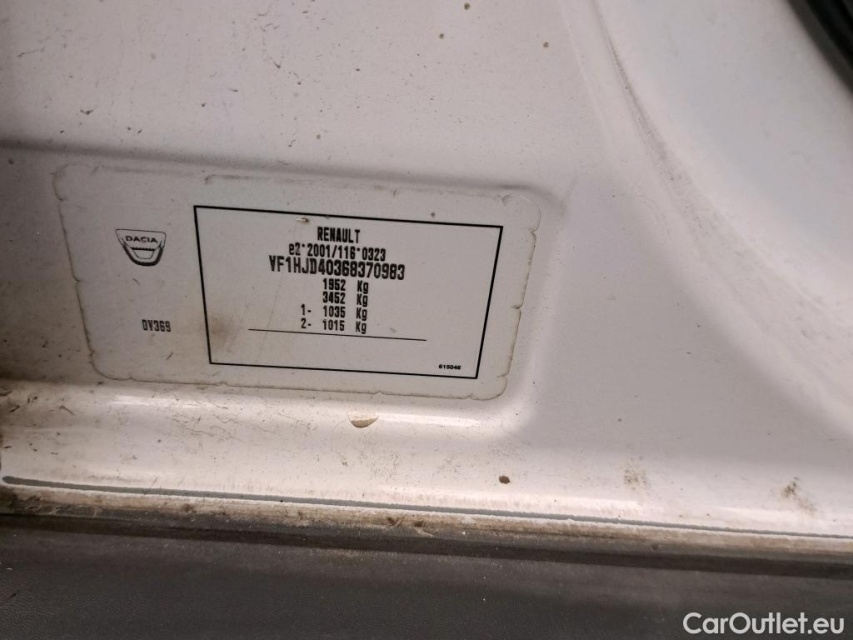 DACIA
RENAULT
e2*2001/116*0323
VF1HJD40368370983
1952 Kg
3452 Kg
1- 1035 Kg
2- 1015 Kg
0V369
615046
CarOutlet.eu